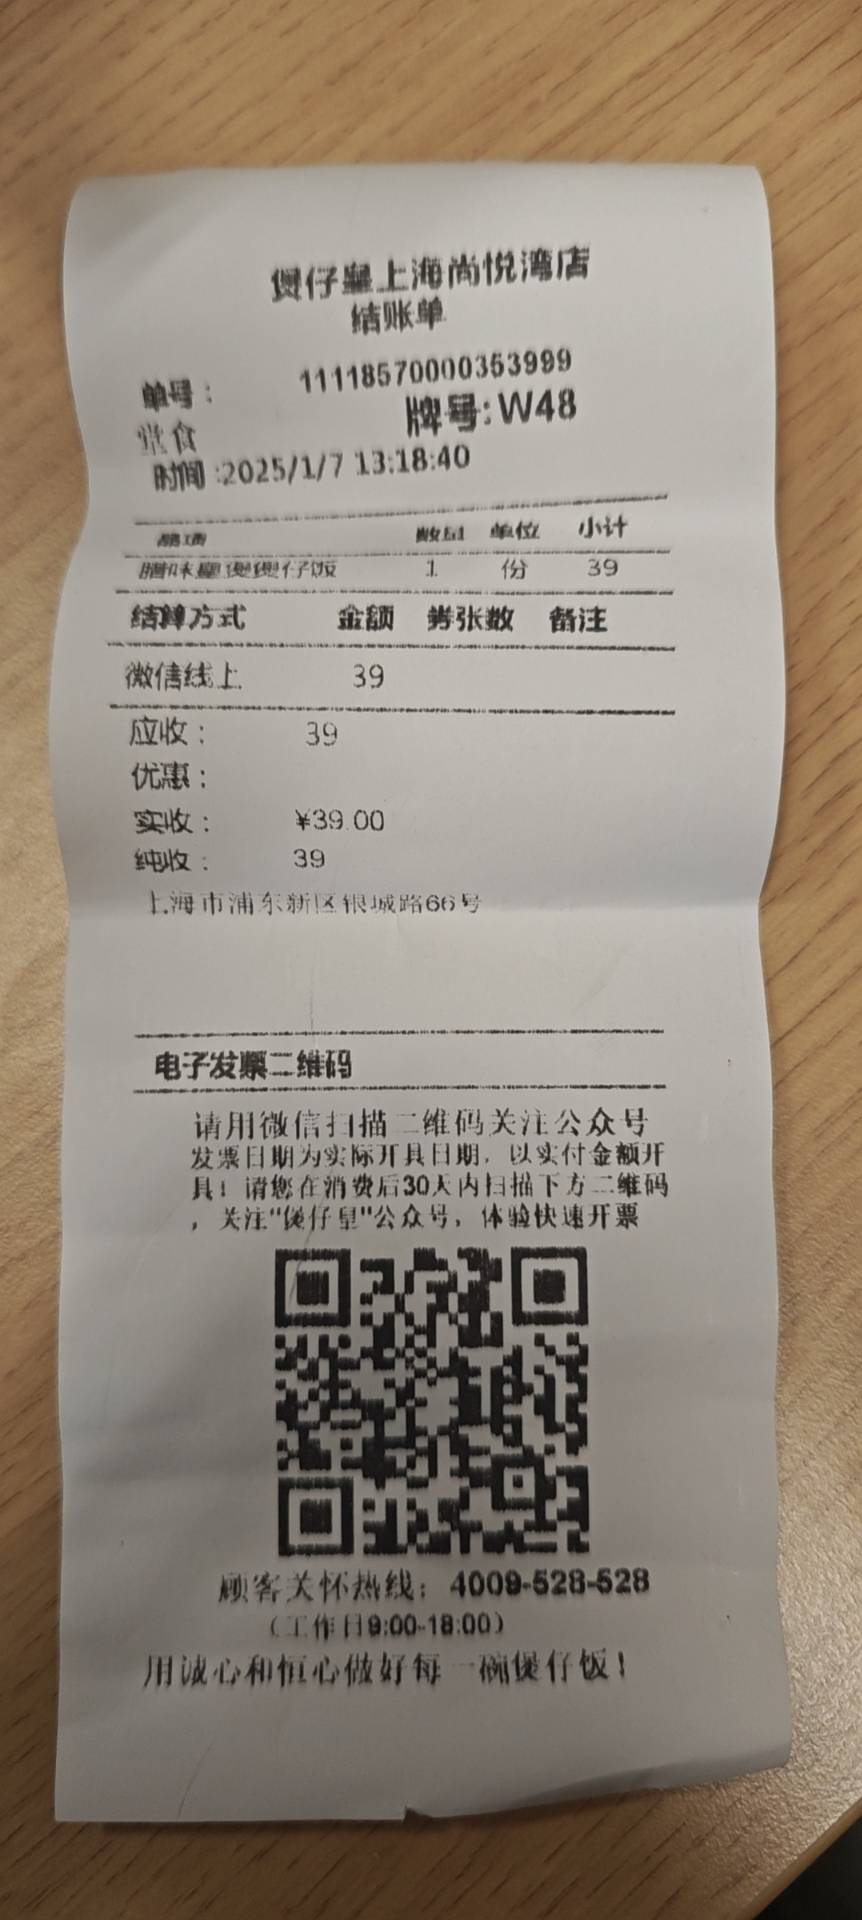 煲仔皇上海尚悦湾店
结账单
单号： 11118570000353999
堂食 牌号:W48
时间:2025/1/7 13:18:40
品项 数量 单位 小计
腊味皇煲煲仔饭 1 份 39
结算方式 金额 券张数 备注
微信线上 39
应收： 39
优惠：
实收： ¥39.00
纯收： 39
上海市浦东新区银城路66号
电子发票二维码
请用微信扫描二维码关注公众号
发票日期为实际开具日期，以实付金额开
具！请您在消费后30天内扫描下方二维码
，关注"煲仔皇"公众号，体验快速开票
顾客关怀热线：4009-528-528
（工作日9:00-18:00）
用诚心和恒心做好每一碗煲仔饭！